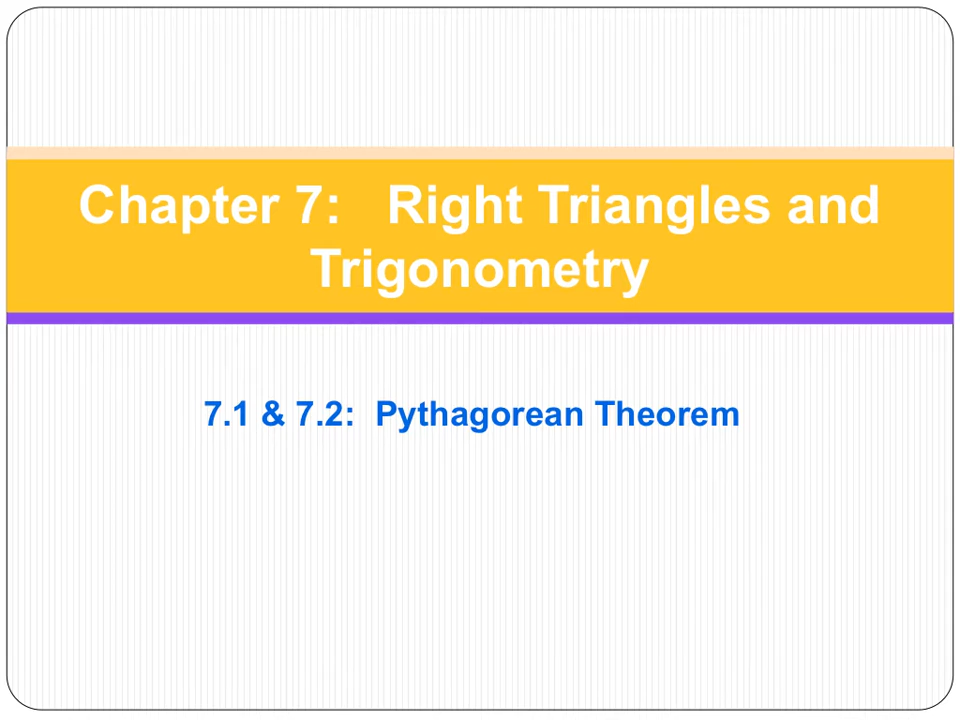 Chapter 7:   Right Triangles and
Trigonometry
7.1 & 7.2:  Pythagorean Theorem